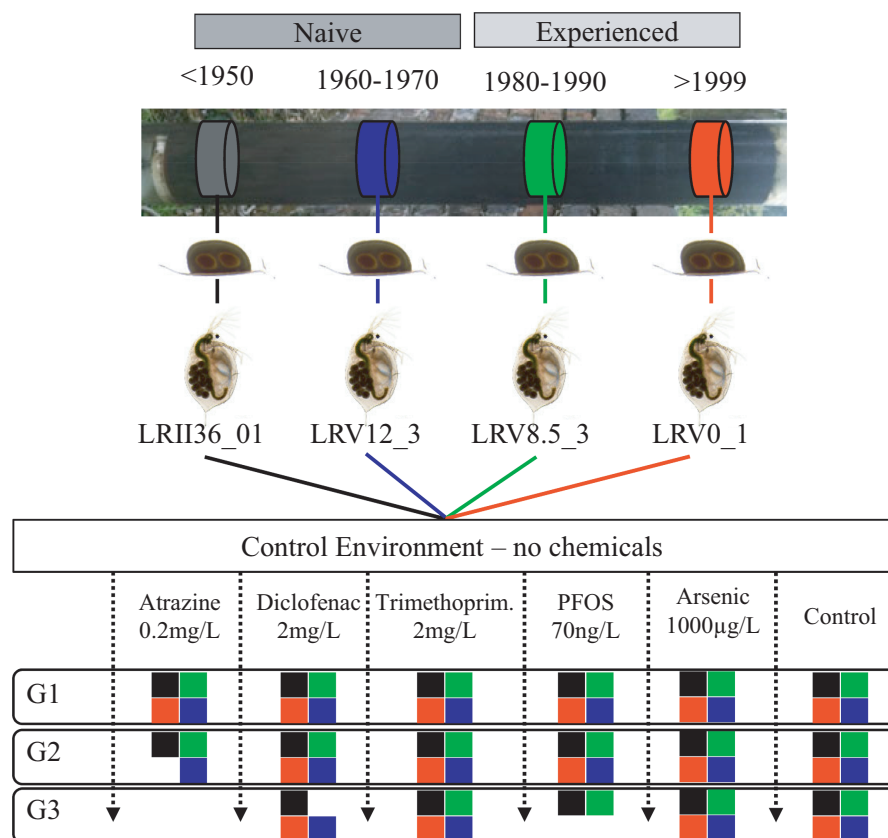 Naive Experienced
<1950 1960-1970 1980-1990 >1999
LRII36_01 LRV12_3 LRV8.5_3 LRV0_1
Control Environment – no chemicals
Atrazine Diclofenac Trimethoprim. PFOS Arsenic Control
0.2mg/L 2mg/L 2mg/L 70ng/L 1000µg/L
G1
G2
G3